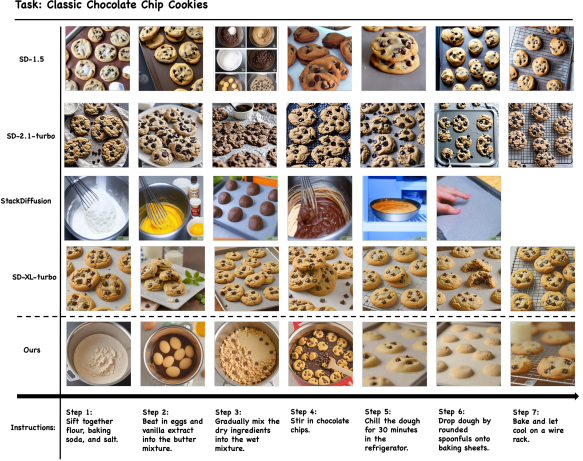 Task: Classic Chocolate Chip Cookies
SD-1.5
SD-2.1-turbo
StackDiffusion
SD-XL-turbo
Ours
Instructions:
Step 1:
Sift together
flour, baking
soda, and salt.
Step 2:
Beat in eggs and
vanilla extract
into the butter
mixture.
Step 3:
Gradually mix the
dry ingredients
into the wet
mixture.
Step 4:
Stir in chocolate
chips.
Step 5:
Chill the dough
for 30 minutes
in the
refrigerator.
Step 6:
Drop dough by
rounded
spoonfuls onto
baking sheets.
Step 7:
Bake and let
cool on a wire
rack.